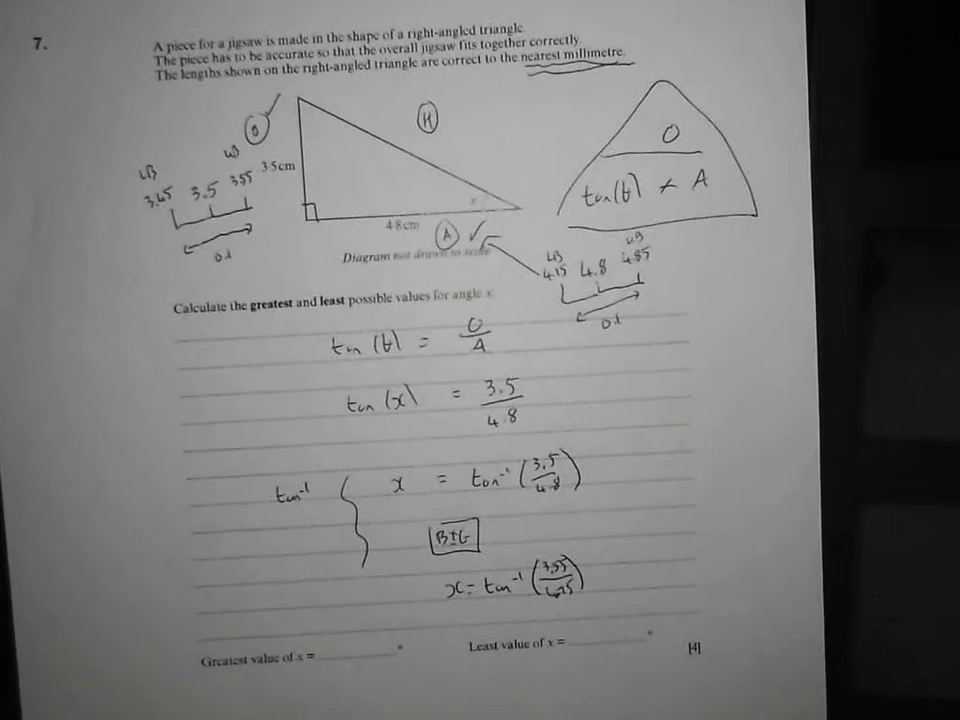 7.
A piece for a jigsaw is made in the shape of a right-angled triangle.
The piece has to be accurate so that the overall jigsaw fits together correctly.
The lengths shown on the right-angled triangle are correct to the nearest millimetre.
O
H
O
tan(θ) × A
LB
UB
3.45 3.5 3.55
3.5cm
x
0.1
4.8cm
A
Diagram not drawn to scale
LB
UB
4.75 4.8 4.85
0.1
Calculate the greatest and least possible values for angle x
tan (θ) = O/A
tan (x) = 3.5/4.8
tan⁻¹
x = tan⁻¹ (3.5/4.8)
BIG
x = tan⁻¹ (3.55/4.75)
Greatest value of x = °
Least value of x = °
[4]